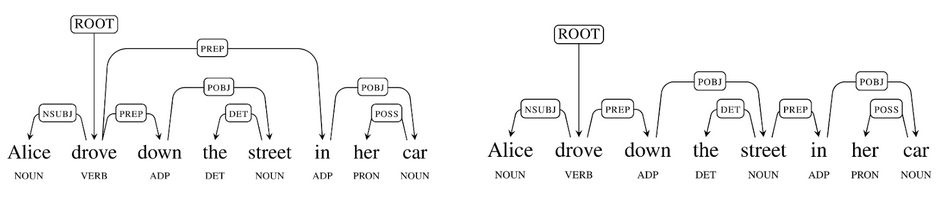 ROOT
PREP
POBJ POBJ
NSUBJ PREP DET POSS
Alice drove down the street in her car
NOUN VERB ADP DET NOUN ADP PRON NOUN
ROOT
POBJ POBJ
NSUBJ PREP DET PREP POSS
Alice drove down the street in her car
NOUN VERB ADP DET NOUN ADP PRON NOUN